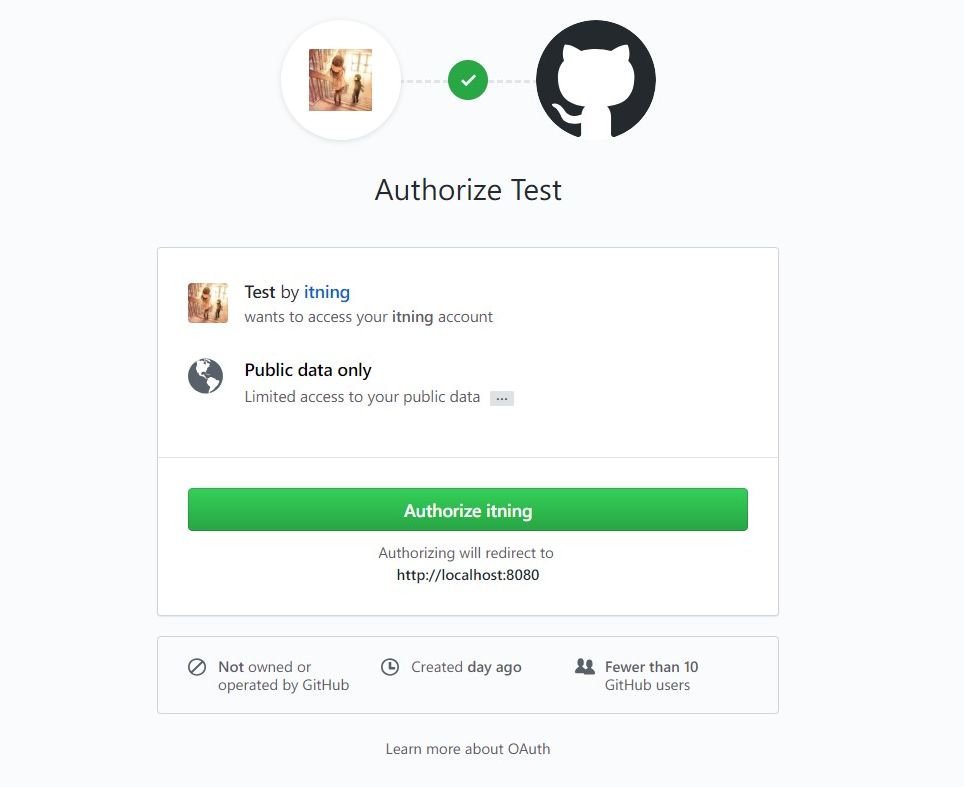 Authorize Test
Test by itning
wants to access your itning account
Public data only
Limited access to your public data ...
Authorize itning
Authorizing will redirect to
http://localhost:8080
Not owned or
operated by GitHub
Created day ago
Fewer than 10
GitHub users
Learn more about OAuth